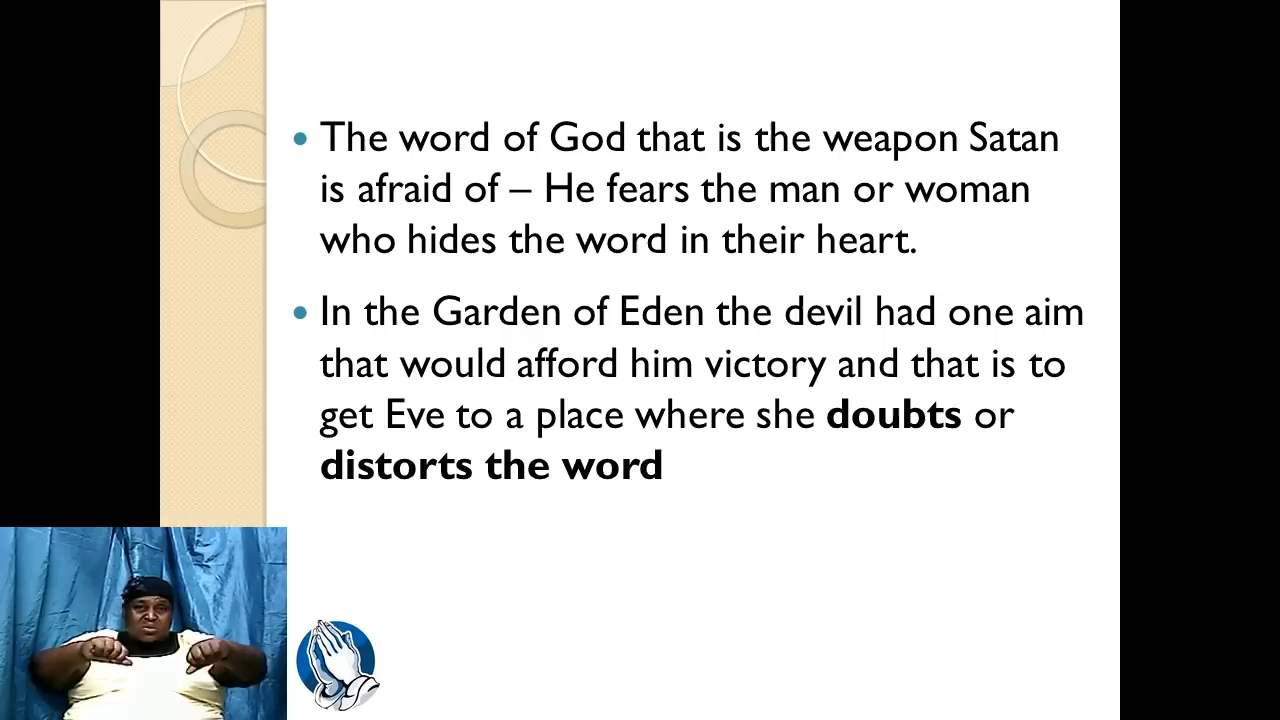 • The word of God that is the weapon Satan
is afraid of – He fears the man or woman
who hides the word in their heart.
• In the Garden of Eden the devil had one aim
that would afford him victory and that is to
get Eve to a place where she doubts or
distorts the word